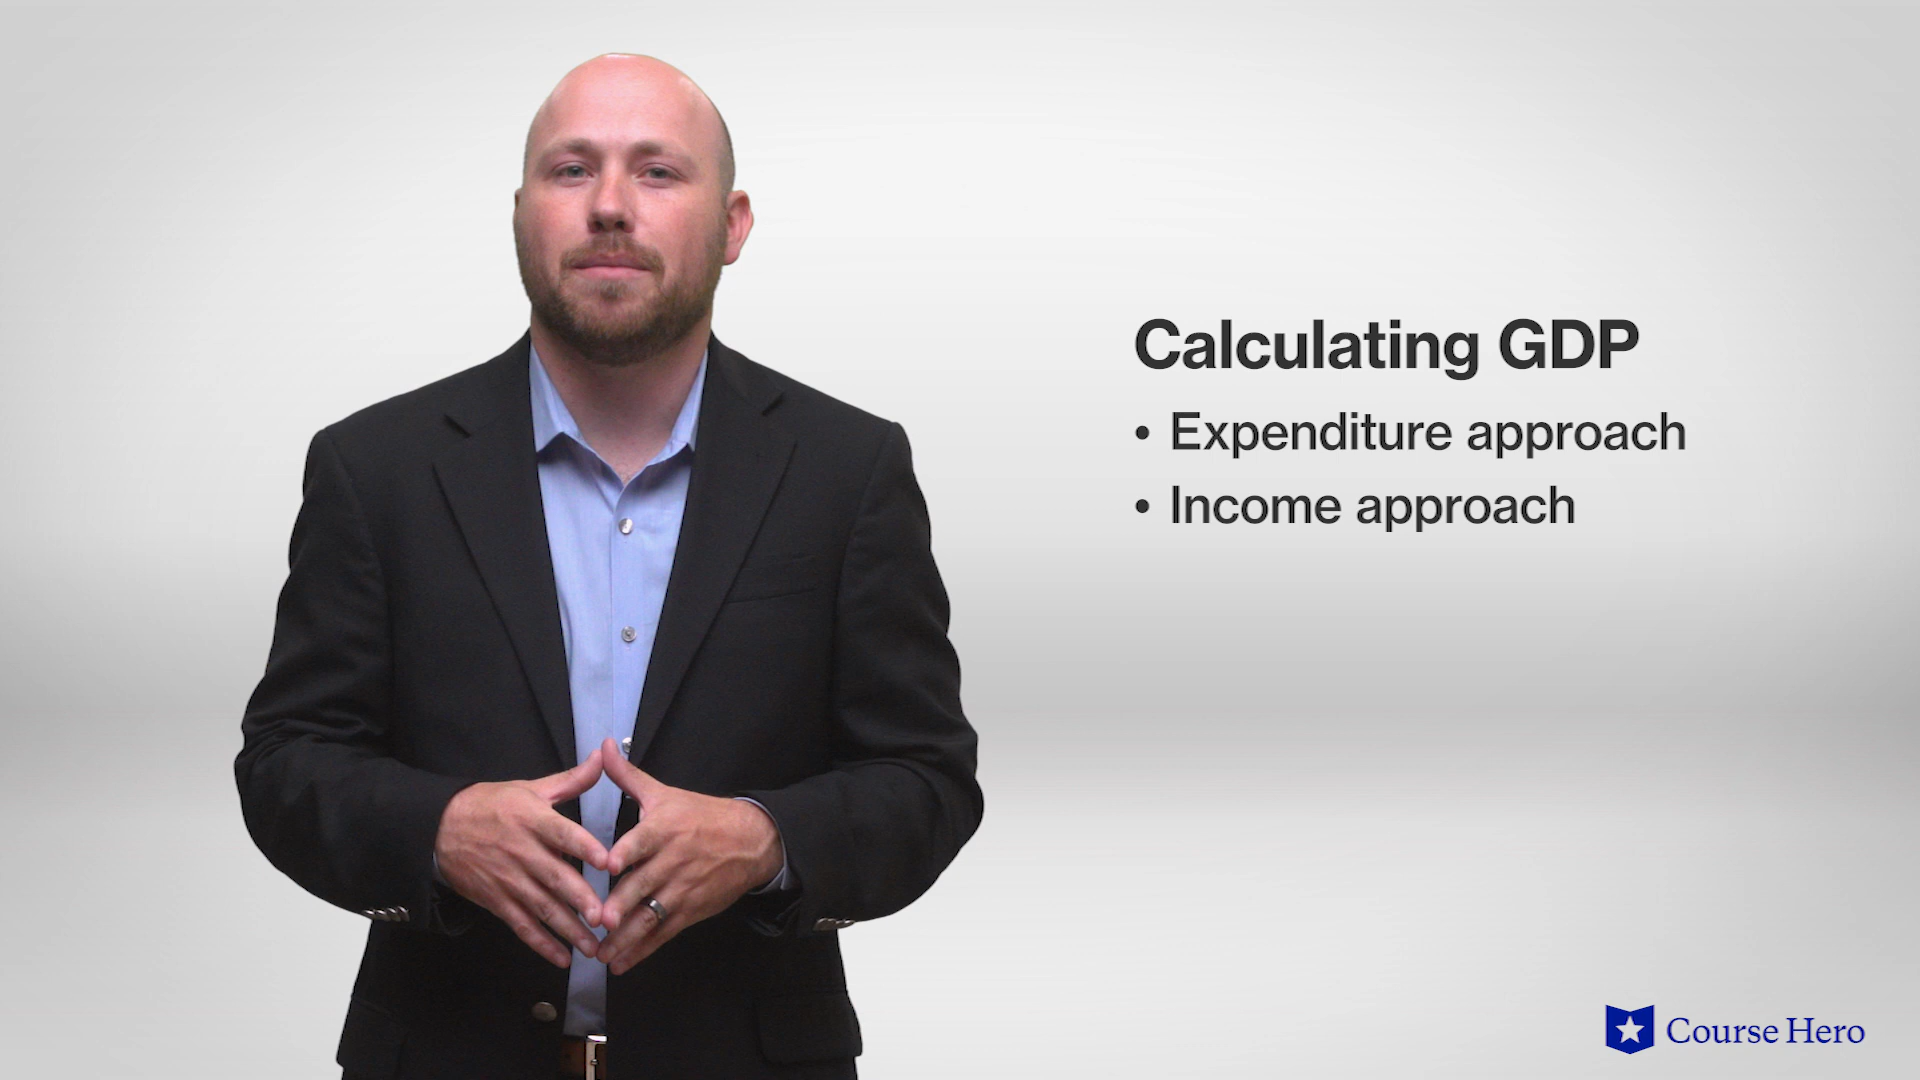 Calculating GDP
• Expenditure approach
• Income approach
Course Hero